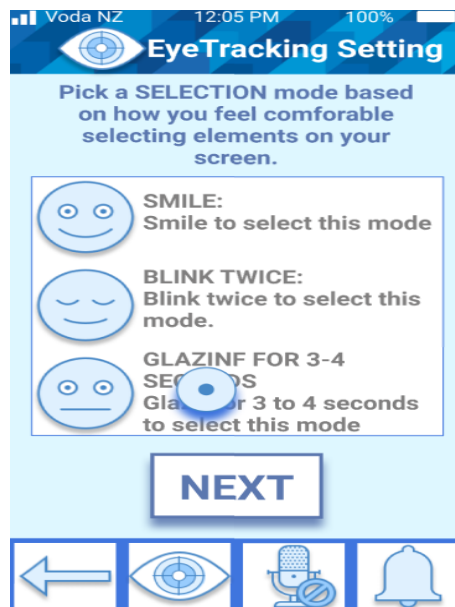 Voda NZ 12:05 PM 100%
EyeTracking Setting
Pick a SELECTION mode based
on how you feel comforable
selecting elements on your
screen.
SMILE:
Smile to select this mode
BLINK TWICE:
Blink twice to select this
mode.
GLAZINF FOR 3-4
3 to 4 seconds
to select this mode
NEXT